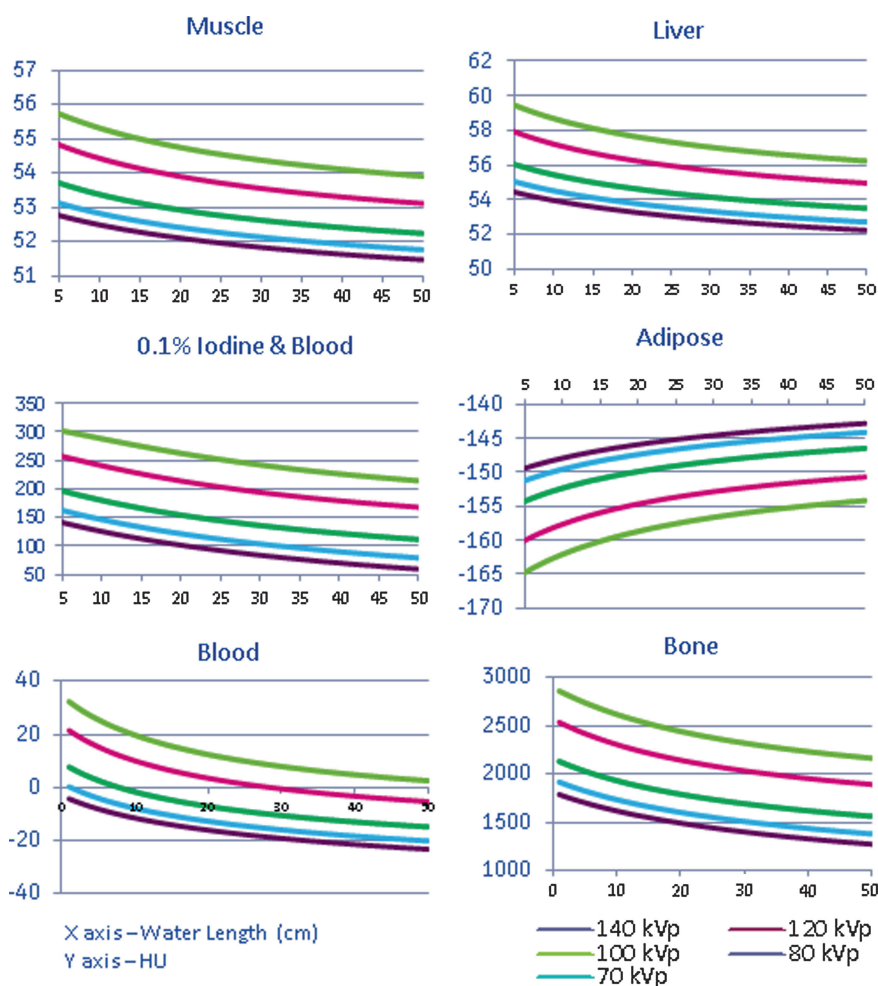 Muscle
57
56
55
54
53
52
51
5 10 15 20 25 30 35 40 45 50
Liver
62
60
58
56
54
52
50
5 10 15 20 25 30 35 40 45 50
0.1% Iodine & Blood
350
300
250
200
150
100
50
5 10 15 20 25 30 35 40 45 50
Adipose
5 10 15 20 25 30 35 40 45 50
-140
-145
-150
-155
-160
-165
-170
Blood
40
20
0
-20
-40
0 10 20 30 40 50
Bone
3000
2500
2000
1500
1000
0 10 20 30 40 50
X axis – Water Length (cm)
Y axis – HU
140 kVp 120 kVp
100 kVp 80 kVp
70 kVp